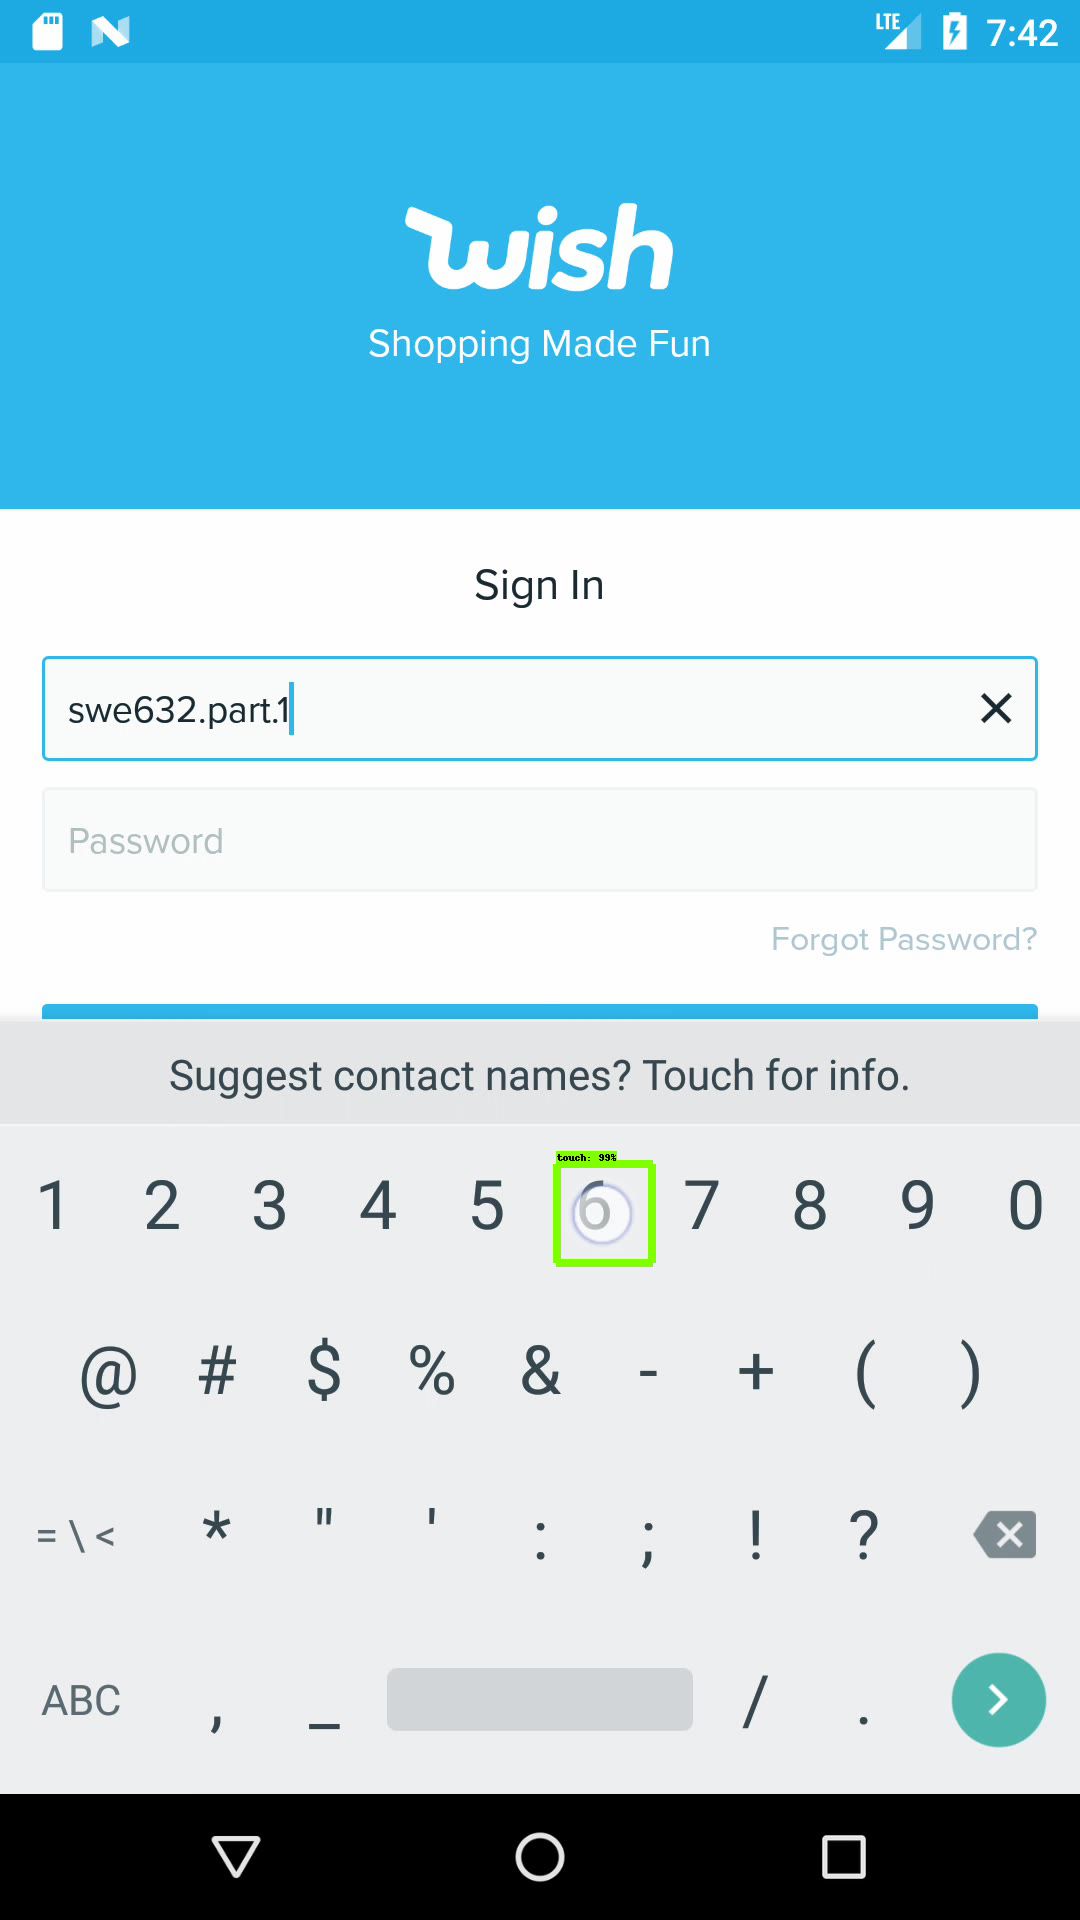 LTE 7:42
wish
Shopping Made Fun
Sign In
swe632.part.1
Password
Forgot Password?
Suggest contact names? Touch for info.
touch: 99%
1 2 3 4 5 6 7 8 9 0
@ # $ % & - + ( )
= \ < * " ' : ; ! ?
ABC , _ / .